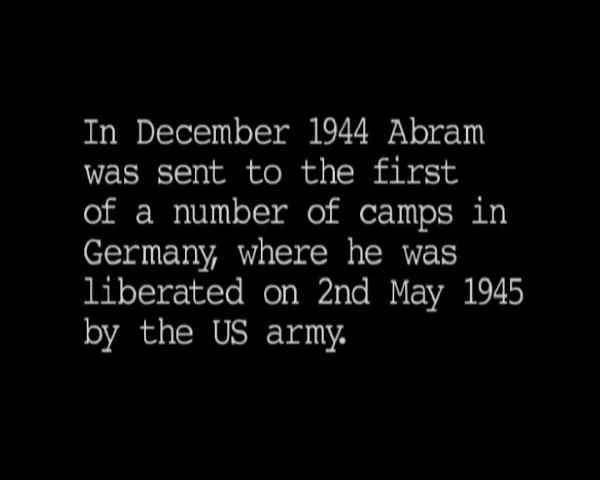 In December 1944 Abram
was sent to the first
of a number of camps in
Germany, where he was
liberated on 2nd May 1945
by the US army.